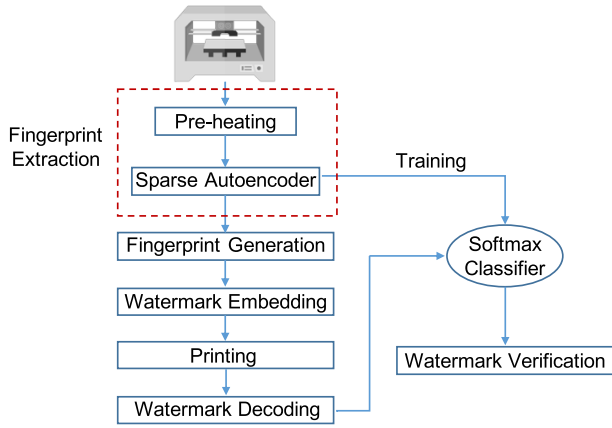 Fingerprint
Extraction
Pre-heating
Sparse Autoencoder
Training
Fingerprint Generation
Softmax
Classifier
Watermark Embedding
Printing
Watermark Verification
Watermark Decoding